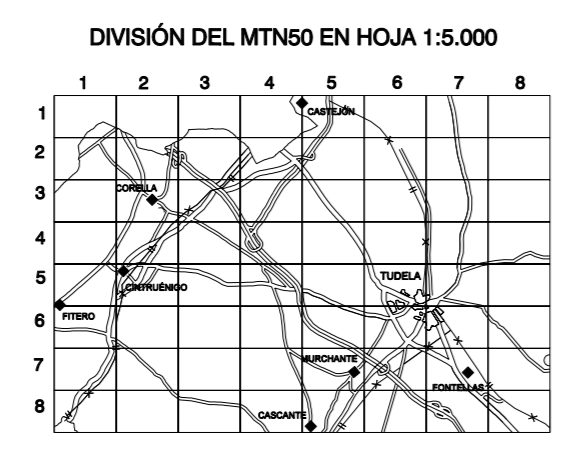 DIVISIÓN DEL MTN50 EN HOJA 1:5.000
1 2 3 4 5 6 7 8
1
CASTEJÓN
2
3
CORELLA
4
5
TUDELA
CINTRUÉNIGO
FITERO
6
7
MURCHANTE
FONTELLAS
8
CASCANTE